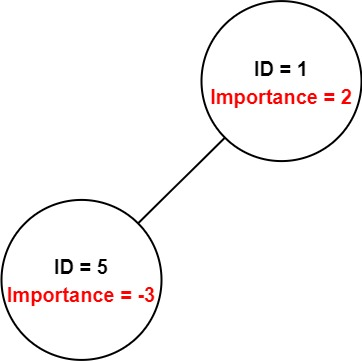 ID = 1
Importance = 2
ID = 5
Importance = -3